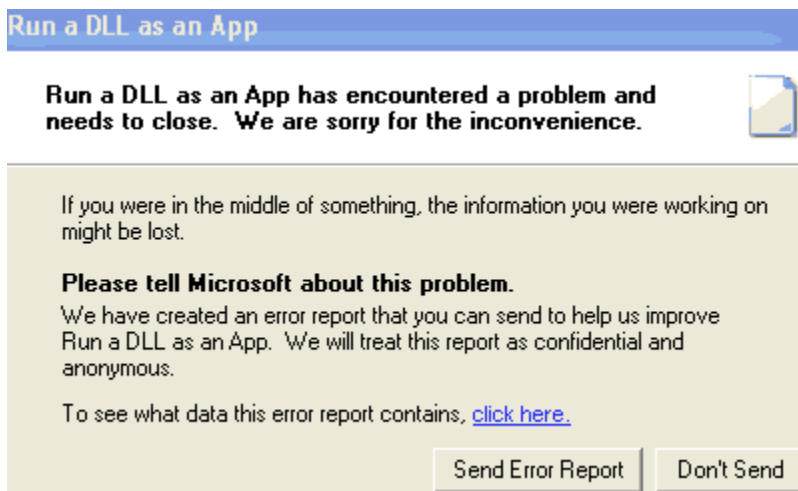 Run a DLL as an App
Run a DLL as an App has encountered a problem and
needs to close.  We are sorry for the inconvenience.
If you were in the middle of something, the information you were working on
might be lost.
Please tell Microsoft about this problem.
We have created an error report that you can send to help us improve
Run a DLL as an App.  We will treat this report as confidential and
anonymous.
To see what data this error report contains, click here.
Send Error Report
Don't Send